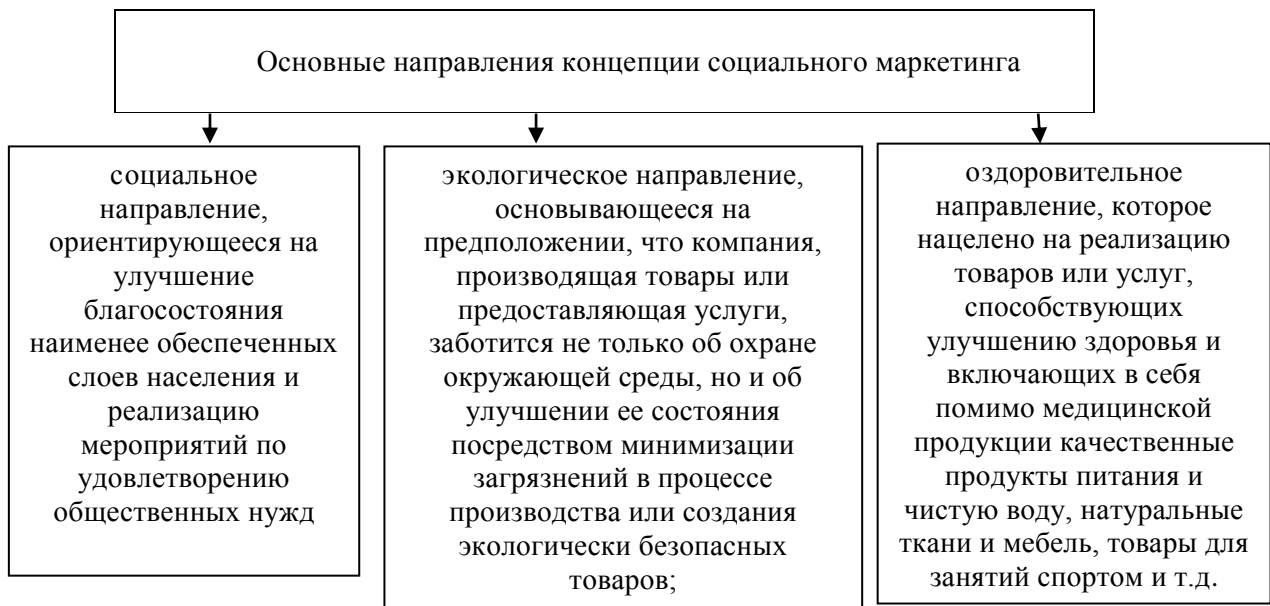 Основные направления концепции социального маркетинга
социальное
направление,
ориентирующееся на
улучшение
благосостояния
наименее обеспеченных
слоев населения и
реализацию
мероприятий по
удовлетворению
общественных нужд
экологическое направление,
основывающееся на
предположении, что компания,
производящая товары или
предоставляющая услуги,
заботится не только об охране
окружающей среды, но и об
улучшении ее состояния
посредством минимизации
загрязнений в процессе
производства или создания
экологически безопасных
товаров;
оздоровительное
направление, которое
нацелено на реализацию
товаров или услуг,
способствующих
улучшению здоровья и
включающих в себя
помимо медицинской
продукции качественные
продукты питания и
чистую воду, натуральные
ткани и мебель, товары для
занятий спортом и т.д.